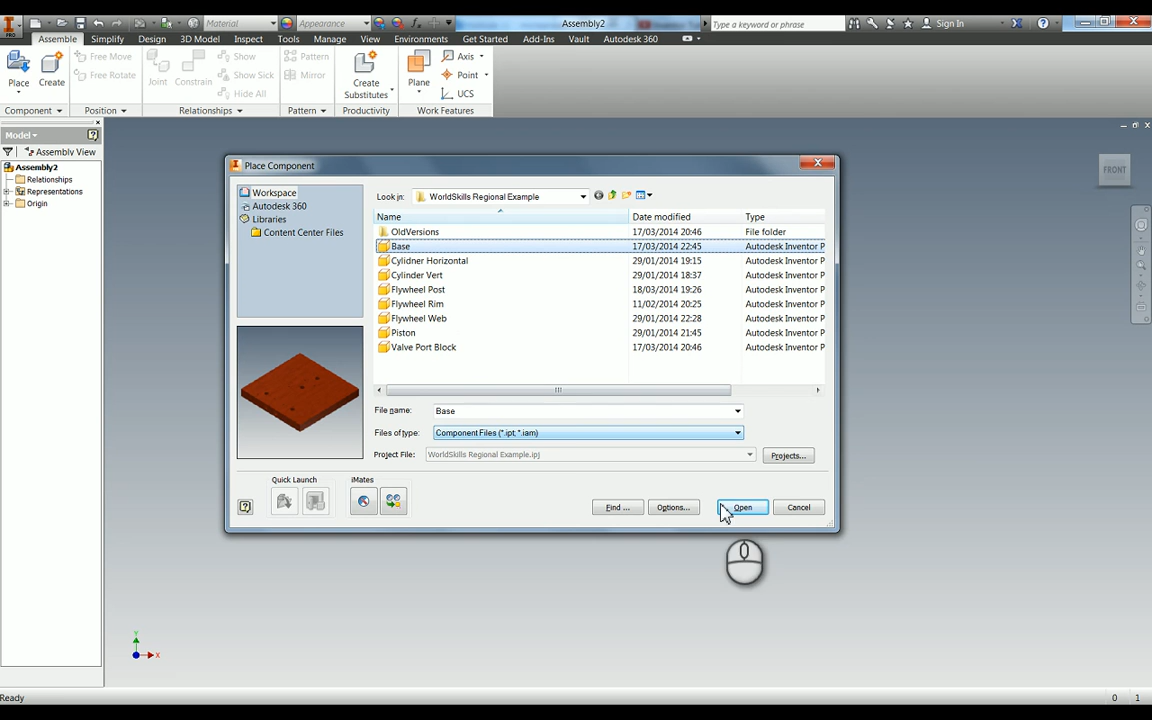 PRO
Material
Appearance
Assembly2
Type a keyword or phrase
Sign In
Assemble Simplify Design 3D Model Inspect Tools Manage View Environments Get Started Add-Ins Vault Autodesk 360
Place
Create
Free Move
Free Rotate
Joint
Constrain
Show
Show Sick
Hide All
Pattern
Mirror
Create
Substitutes
Plane
Axis
Point
UCS
Component Position Relationships Pattern Productivity Work Features
Model
Assembly View
Assembly2
Relationships
Representations
Origin
FRONT
Place Component
Workspace
Autodesk 360
Libraries
Content Center Files
Look in: WorldSkills Regional Example
Name Date modified Type
OldVersions 17/03/2014 20:46 File folder
Base 17/03/2014 22:45 Autodesk Inventor P
Cylidner Horizontal 29/01/2014 19:15 Autodesk Inventor P
Cylinder Vert 29/01/2014 18:37 Autodesk Inventor P
Flywheel Post 18/03/2014 19:26 Autodesk Inventor P
Flywheel Rim 11/02/2014 20:25 Autodesk Inventor P
Flywheel Web 29/01/2014 22:28 Autodesk Inventor P
Piston 29/01/2014 21:45 Autodesk Inventor P
Valve Port Block 17/03/2014 20:46 Autodesk Inventor P
File name: Base
Files of type: Component Files (*.ipt; *.iam)
Project File: WorldSkills Regional Example.ipj Projects...
Quick Launch iMates
Find ... Options... Open Cancel
Y
X
Ready 0 1